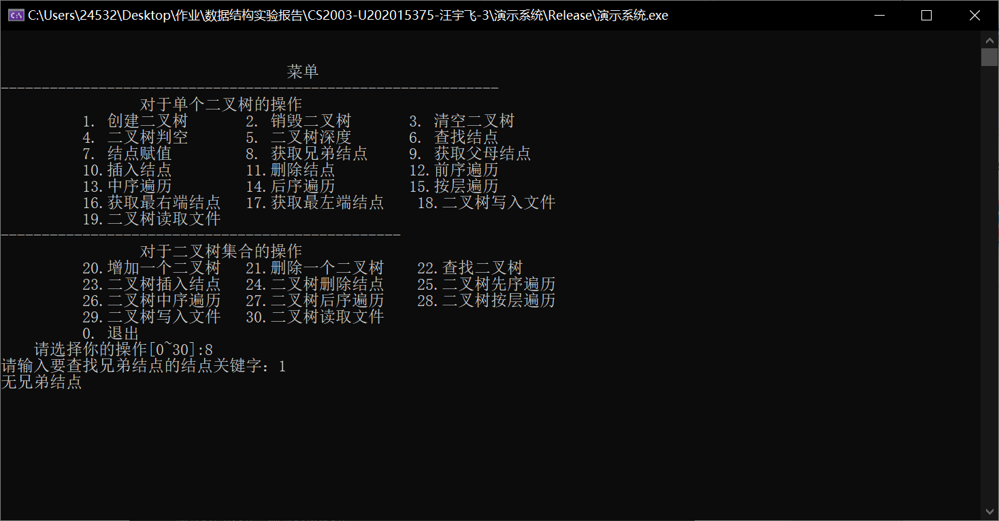 C:\Users\24532\Desktop\作业\数据结构实验报告\CS2003-U202015375-汪宇飞-3\演示系统\Release\演示系统.exe
菜单
-------------------------------------------------------------
对于单个二叉树的操作
1. 创建二叉树 2. 销毁二叉树 3. 清空二叉树
4. 二叉树判空 5. 二叉树深度 6. 查找结点
7. 结点赋值 8. 获取兄弟结点 9. 获取父母结点
10.插入结点 11.删除结点 12.前序遍历
13.中序遍历 14.后序遍历 15.按层遍历
16.获取最右端结点 17.获取最左端结点 18.二叉树写入文件
19.二叉树读取文件
-------------------------------------------------
对于二叉树集合的操作
20.增加一个二叉树 21.删除一个二叉树 22.查找二叉树
23.二叉树插入结点 24.二叉树删除结点 25.二叉树先序遍历
26.二叉树中序遍历 27.二叉树后序遍历 28.二叉树按层遍历
29.二叉树写入文件 30.二叉树读取文件
0. 退出
请选择你的操作[0~30]:8
请输入要查找兄弟结点的结点关键字：1
无兄弟结点